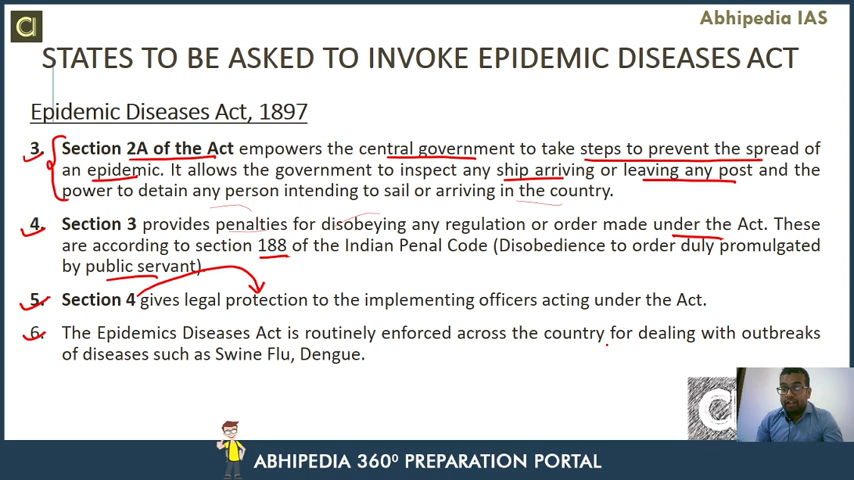 Abhipedia IAS
STATES TO BE ASKED TO INVOKE EPIDEMIC DISEASES ACT
Epidemic Diseases Act, 1897
3. Section 2A of the Act empowers the central government to take steps to prevent the spread of
an epidemic. It allows the government to inspect any ship arriving or leaving any post and the
power to detain any person intending to sail or arriving in the country.
4. Section 3 provides penalties for disobeying any regulation or order made under the Act. These
are according to section 188 of the Indian Penal Code (Disobedience to order duly promulgated
by public servant)
5. Section 4 gives legal protection to the implementing officers acting under the Act.
6. The Epidemics Diseases Act is routinely enforced across the country for dealing with outbreaks
of diseases such as Swine Flu, Dengue.
ABHIPEDIA 360⁰ PREPARATION PORTAL